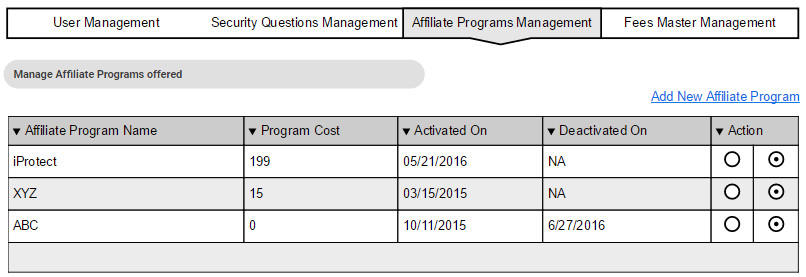 User Management Security Questions Management Affiliate Programs Management Fees Master Management
Manage Affiliate Programs offered
Add New Affiliate Program
Affiliate Program Name Program Cost Activated On Deactivated On Action
iProtect 199 05/21/2016 NA
XYZ 15 03/15/2015 NA
ABC 0 10/11/2015 6/27/2016